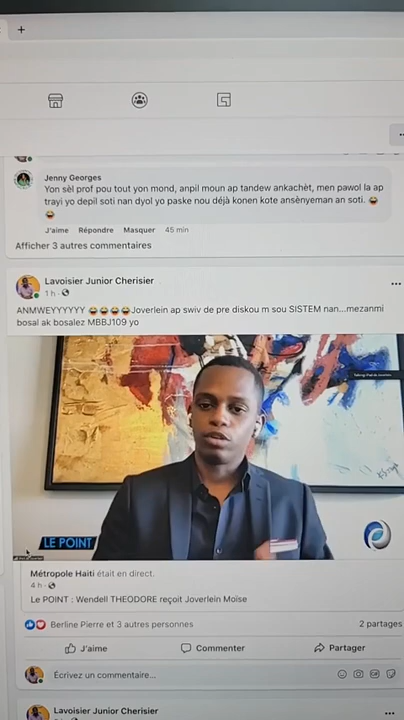 +
Jenny Georges
Yon sèl prof pou tout yon mond, anpil moun ap tandew ankachèt, men pawol la ap
trayi yo depil soti nan dyol yo paske nou déjà konen kote ansènyeman an soti. 😂
😂
J'aime Répondre Masquer 45 min
Afficher 3 autres commentaires
Lavoisier Junior Cherisier
1 h ·
ANMWEYYYYYY 😂😂😂😂Joverlein ap swiv de pre diskou m sou SISTEM nan...mezanmi
bosal ak bosalez MBBJ109 yo
LE POINT
Métropole Haiti était en direct.
4 h ·
Le POINT : Wendell THEODORE reçoit Joverlein Moïse
Berline Pierre et 3 autres personnes 2 partages
J'aime Commenter Partager
Écrivez un commentaire...
Lavoisier Junior Cherisier